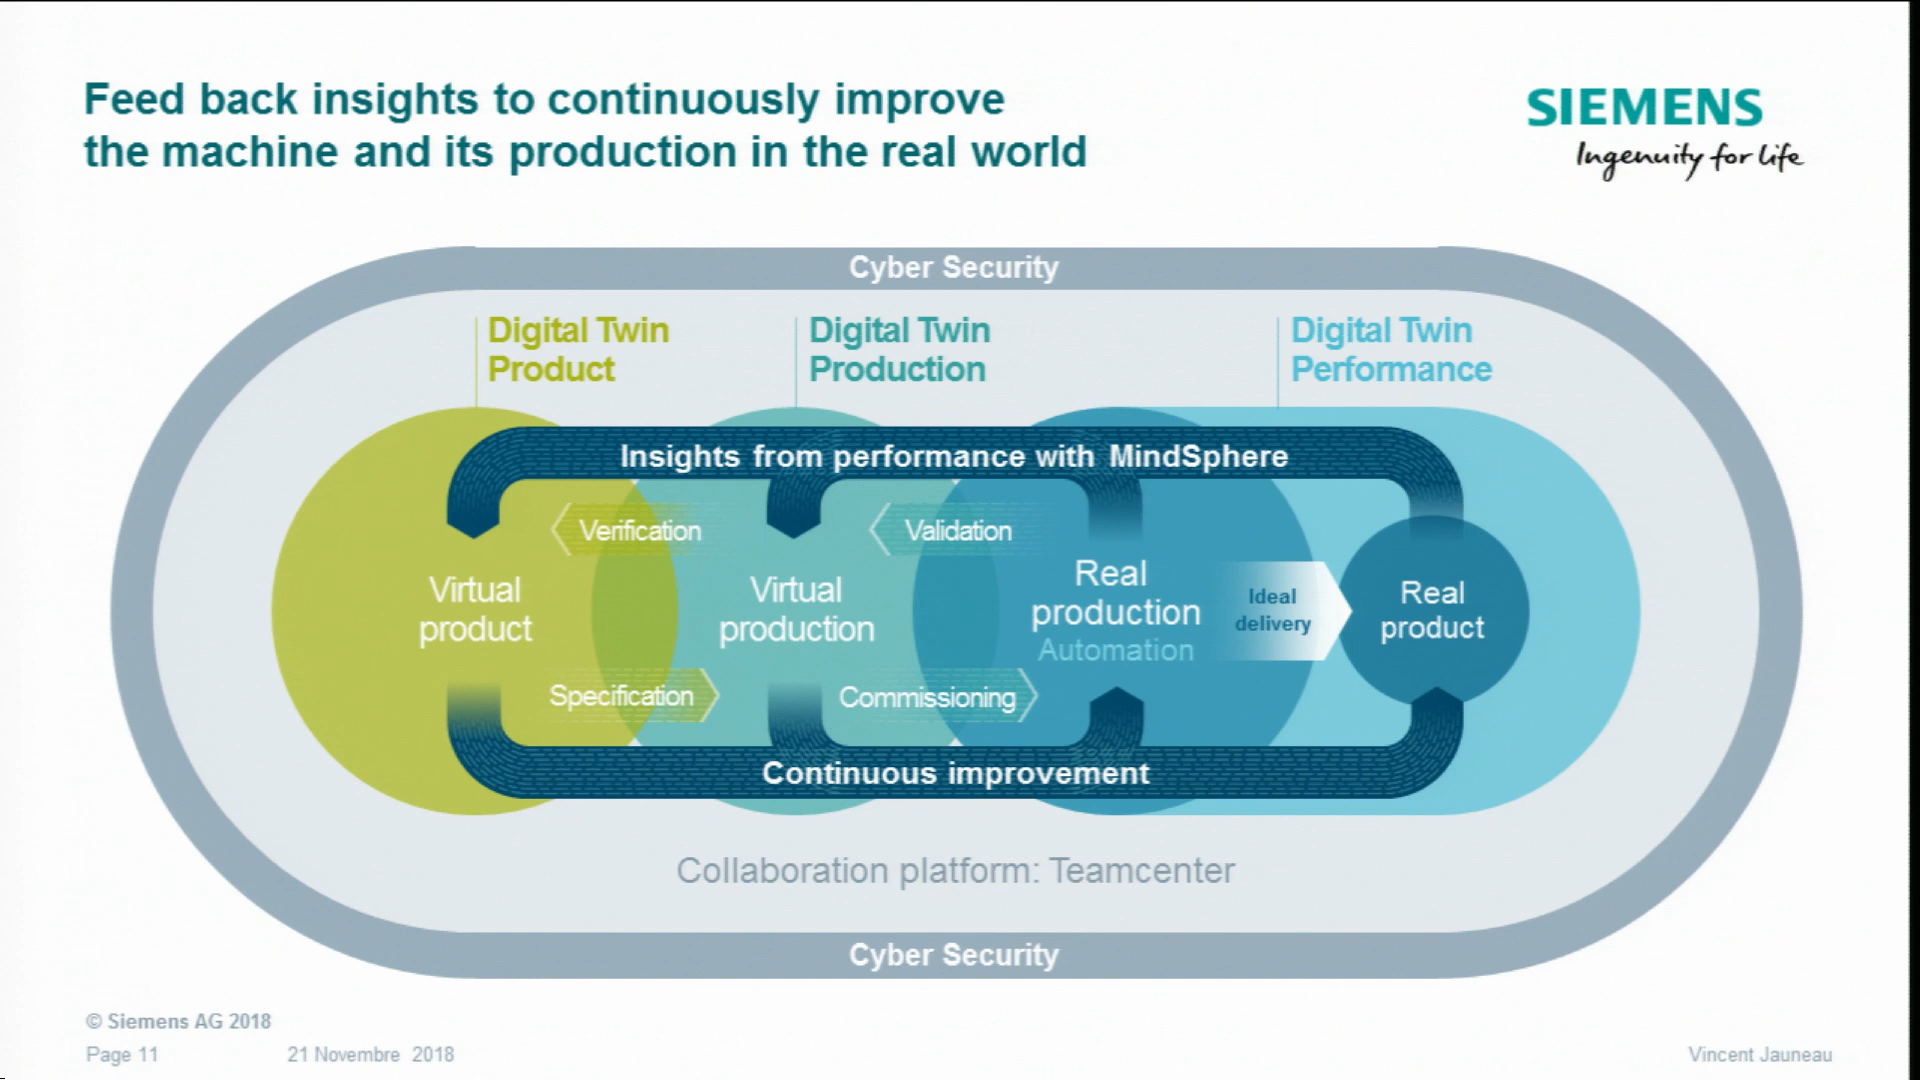 Feed back insights to continuously improve
the machine and its production in the real world
SIEMENS
Ingenuity for life
Cyber Security
Digital Twin
Product
Digital Twin
Production
Digital Twin
Performance
Insights from performance with MindSphere
Verification
Validation
Virtual
product
Virtual
production
Real
production
Automation
Ideal
delivery
Real
product
Specification
Commissioning
Continuous improvement
Collaboration platform: Teamcenter
Cyber Security
© Siemens AG 2018
Page 11
21 Novembre 2018
Vincent Jauneau